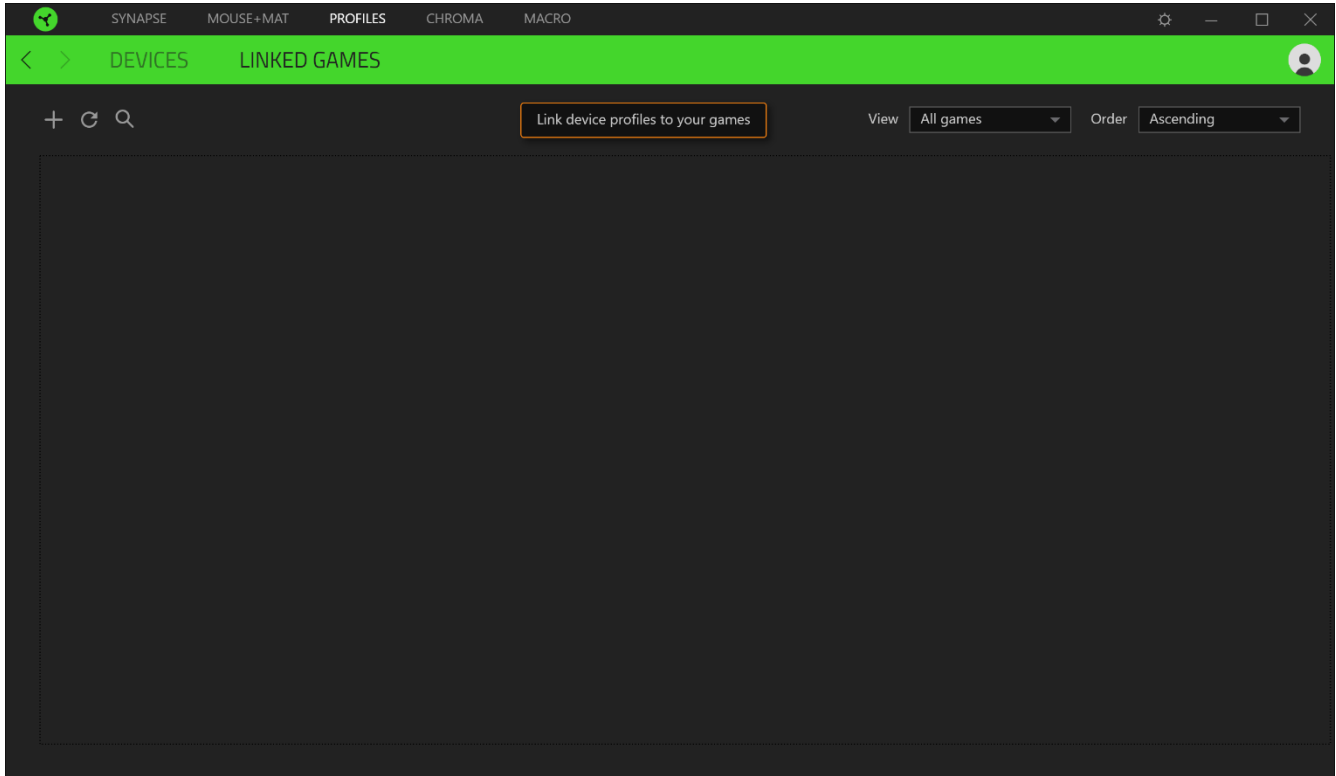 SYNAPSE MOUSE+MAT PROFILES CHROMA MACRO
DEVICES LINKED GAMES
Link device profiles to your games View All games Order Ascending